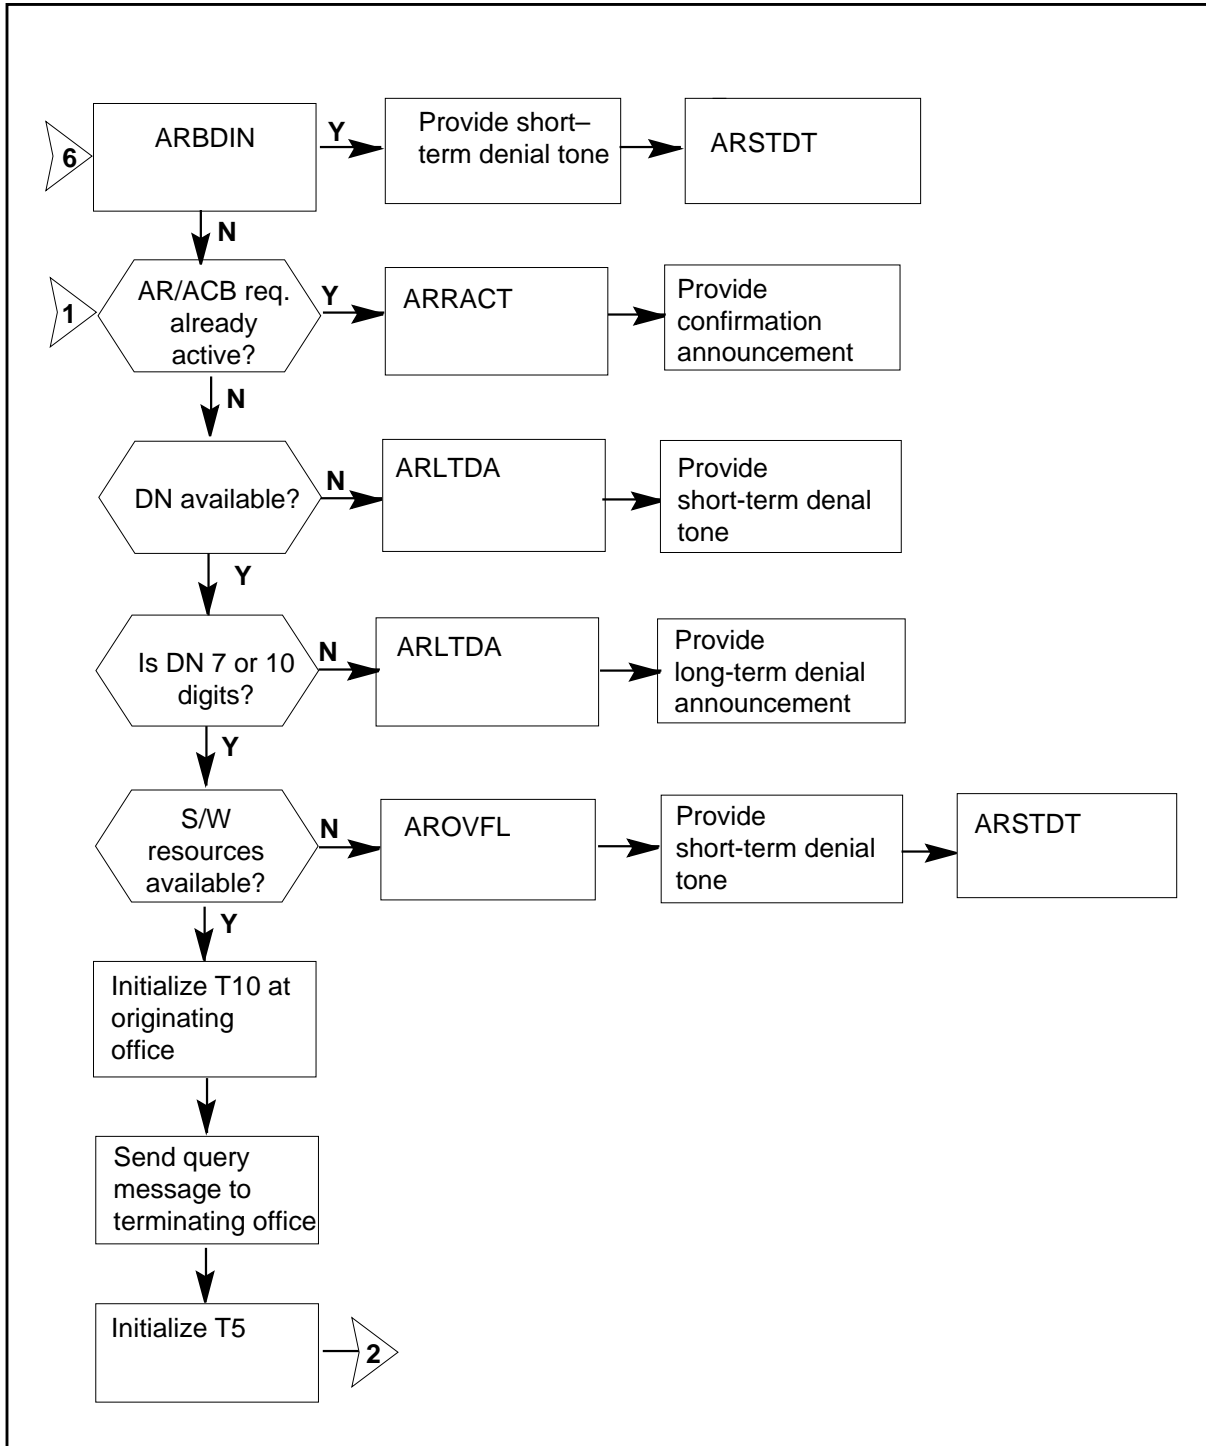 6
ARBDIN
Y
Provide short–
term denial tone
ARSTDT
N
1
AR/ACB req.
already
active?
Y
ARRACT
Provide
confirmation
announcement
N
DN available?
N
ARLTDA
Provide
short-term denal
tone
Y
Is DN 7 or 10
digits?
N
ARLTDA
Provide
long-term denial
announcement
Y
S/W
resources
available?
N
AROVFL
Provide
short-term denial
tone
ARSTDT
Y
Initialize T10 at
originating
office
Send query
message to
terminating office
Initialize T5
2